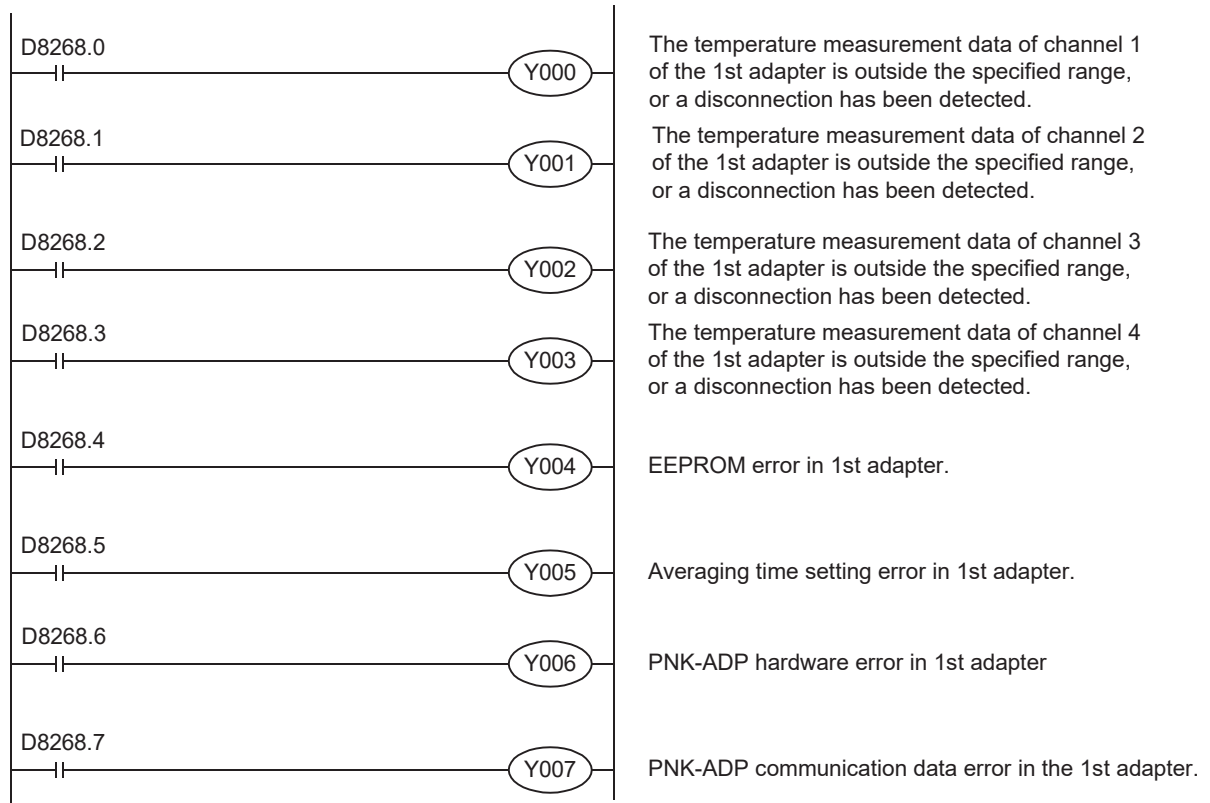 D8268.0
Y000
The temperature measurement data of channel 1
of the 1st adapter is outside the specified range,
or a disconnection has been detected.
D8268.1
Y001
The temperature measurement data of channel 2
of the 1st adapter is outside the specified range,
or a disconnection has been detected.
D8268.2
Y002
The temperature measurement data of channel 3
of the 1st adapter is outside the specified range,
or a disconnection has been detected.
D8268.3
Y003
The temperature measurement data of channel 4
of the 1st adapter is outside the specified range,
or a disconnection has been detected.
D8268.4
Y004
EEPROM error in 1st adapter.
D8268.5
Y005
Averaging time setting error in 1st adapter.
D8268.6
Y006
PNK-ADP hardware error in 1st adapter
D8268.7
Y007
PNK-ADP communication data error in the 1st adapter.